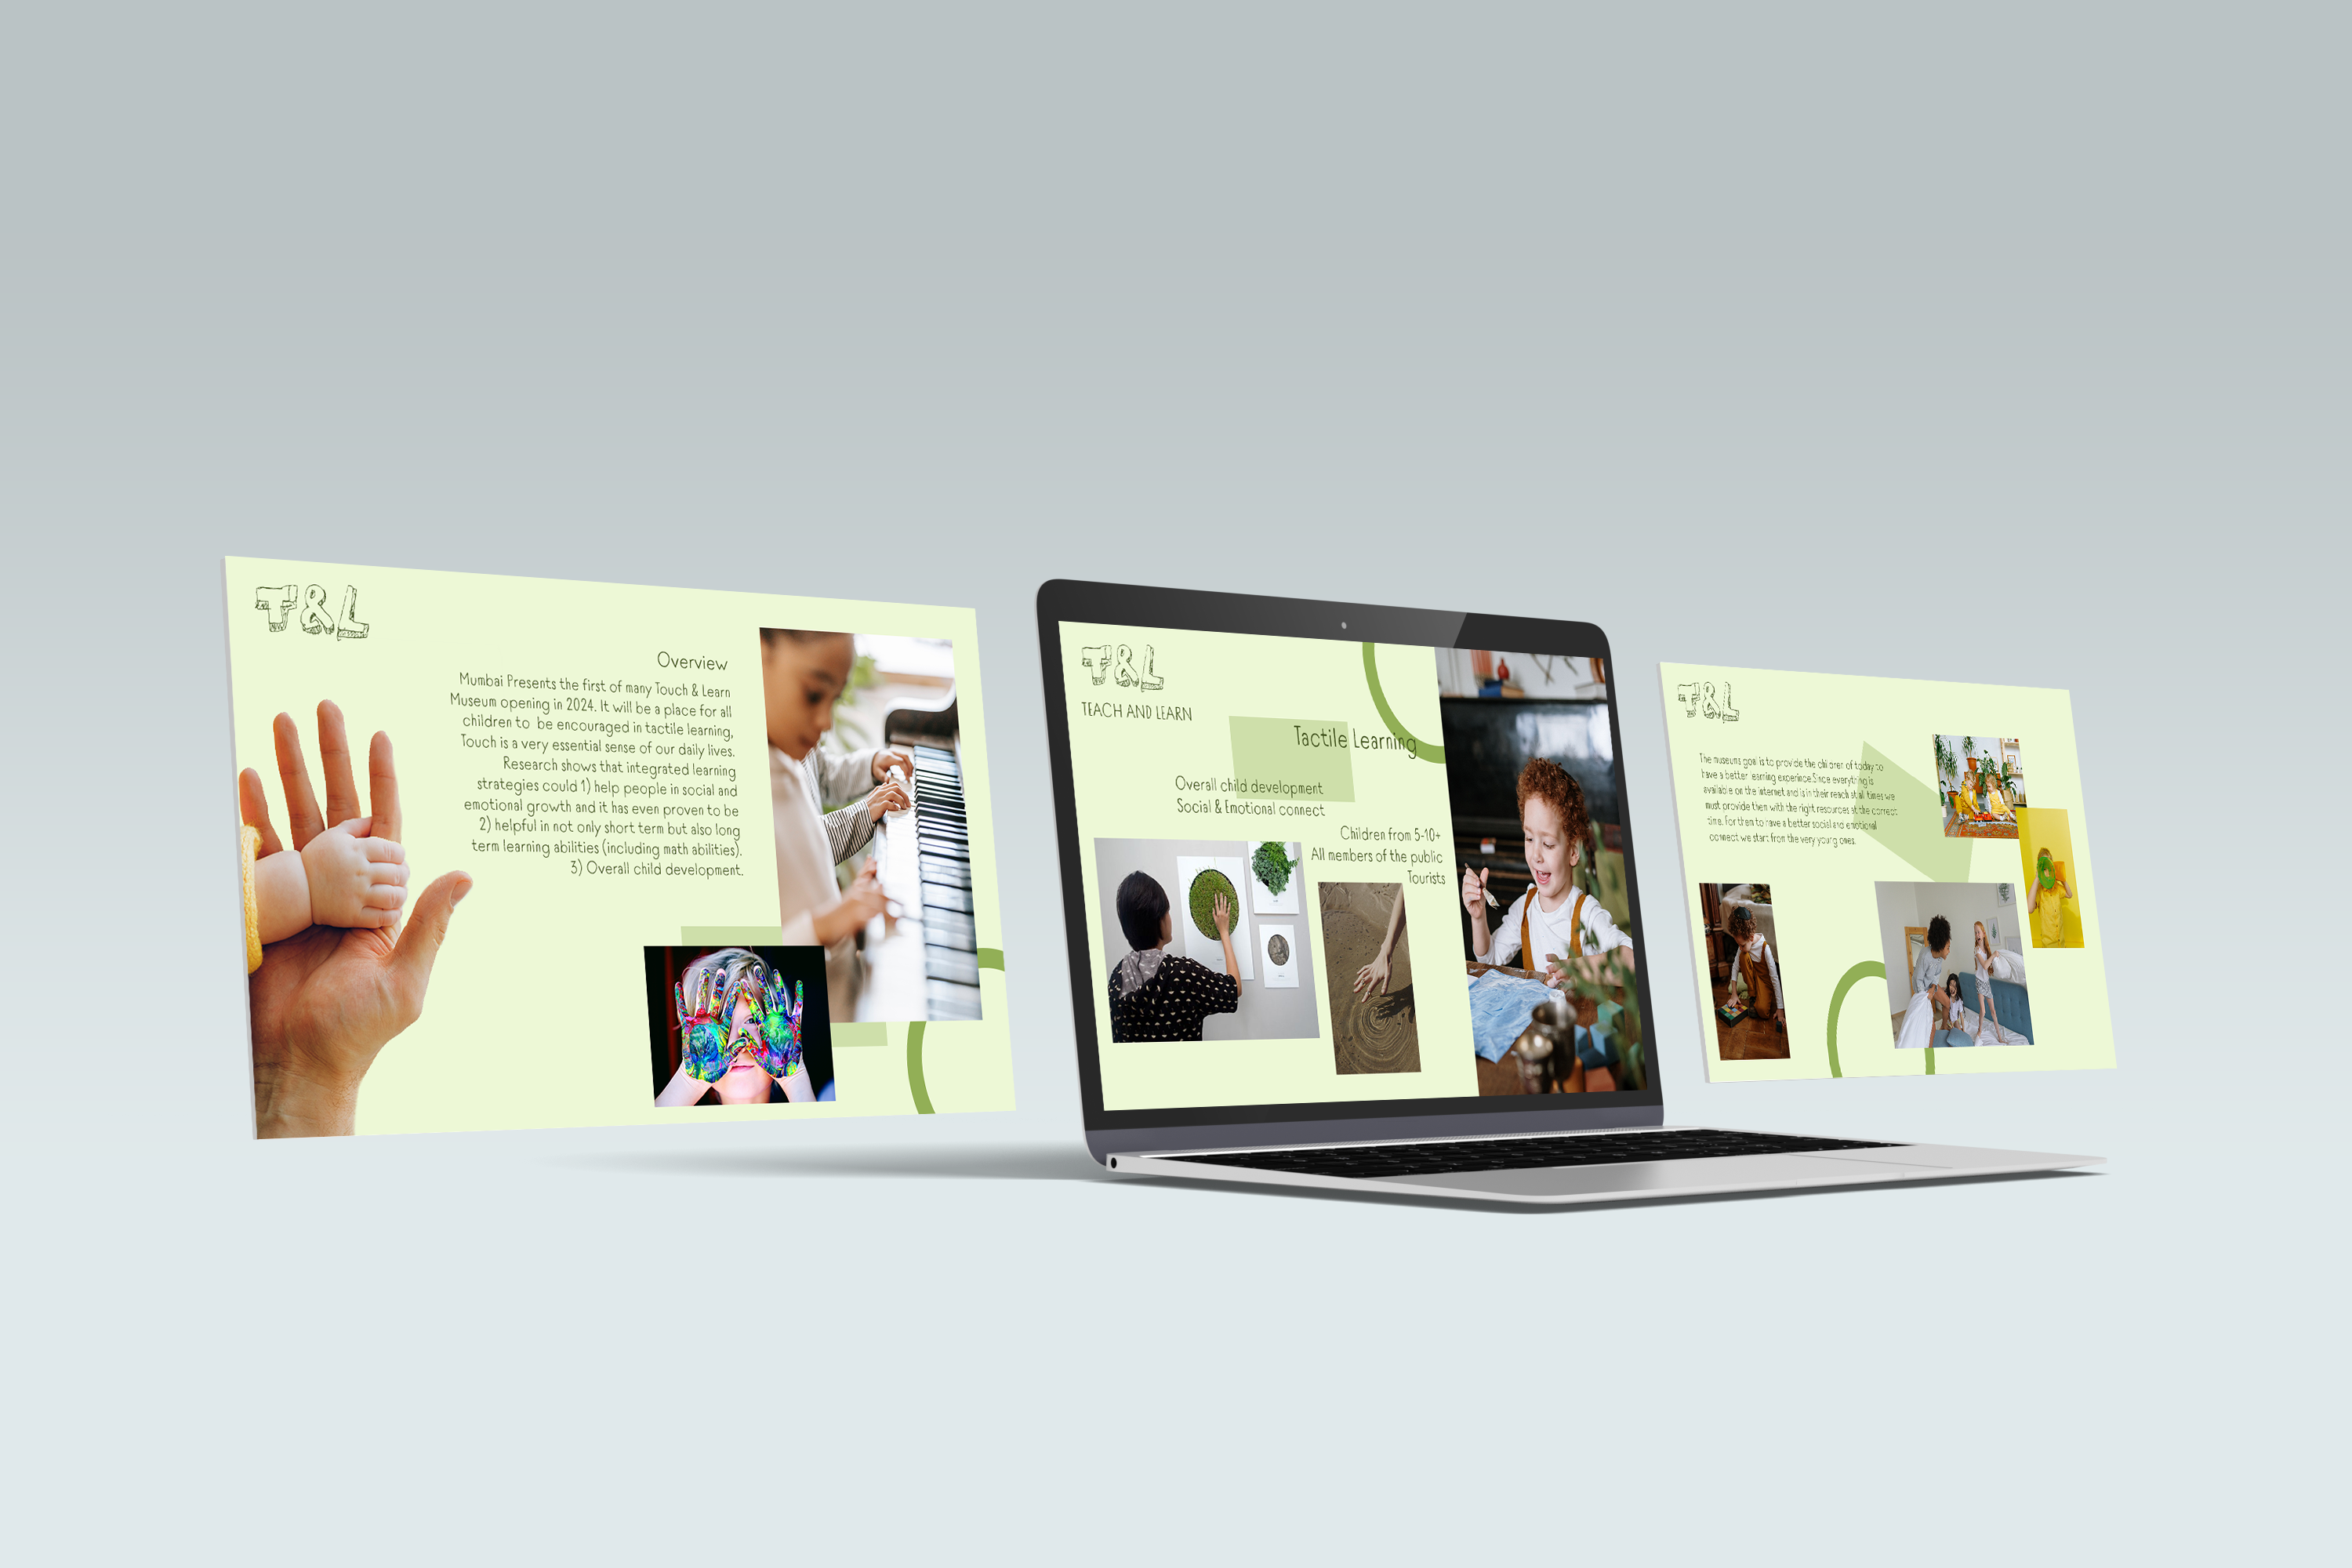 T&L
Overview
Mumbai Presents the first of many Touch & Learn
Museum opening in 2024. It will be a place for all
children to be encouraged in tactile learning,
Touch is a very essential sense of our daily lives.
Research shows that integrated learning
strategies could 1) help people in social and
emotional growth and it has even proven to be
2) helpful in not only short term but also long
term learning abilities (including math abilities).
3) Overall child development.
T&L
TEACH AND LEARN
Tactile Learning
Overall child development
Social & Emotional connect
Children from 5-10+
All members of the public
Tourists
T&L
The museums goal is to provide the children of today to
have a better learning experince.Since everything is
available on the internet and is in their reach at all times we
must provide them with the right resources at the correct
time. For them to have a better social and emotional
connect we start from the very young ones.